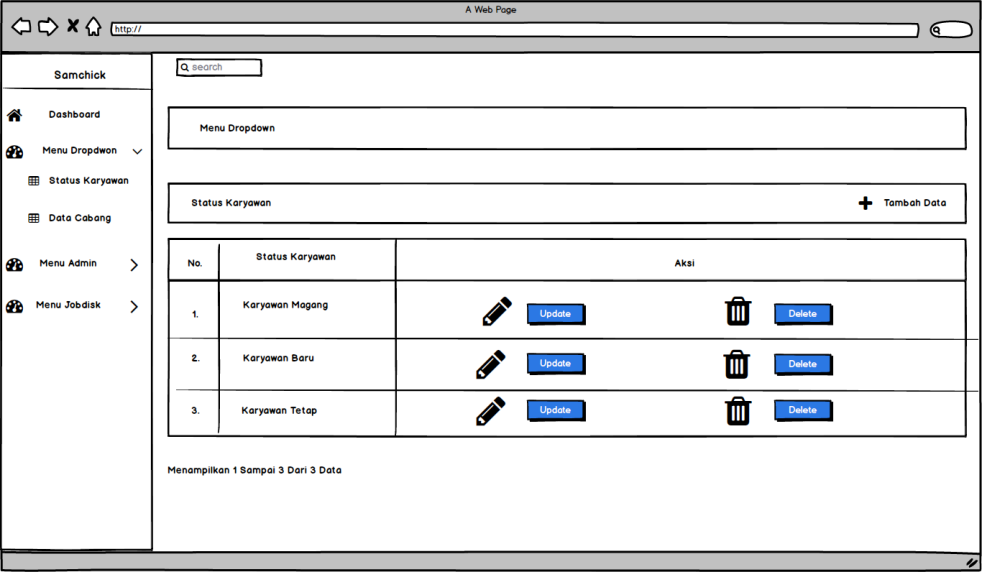 A Web Page
http://
search
Samchick
Dashboard
Menu Dropdwon
Status Karyawan
Data Cabang
Menu Admin
Menu Jobdisk
Menu Dropdown
Status Karyawan
Tambah Data
No. Status Karyawan Aksi
1. Karyawan Magang Update Delete
2. Karyawan Baru Update Delete
3. Karyawan Tetap Update Delete
Menampilkan 1 Sampai 3 Dari 3 Data